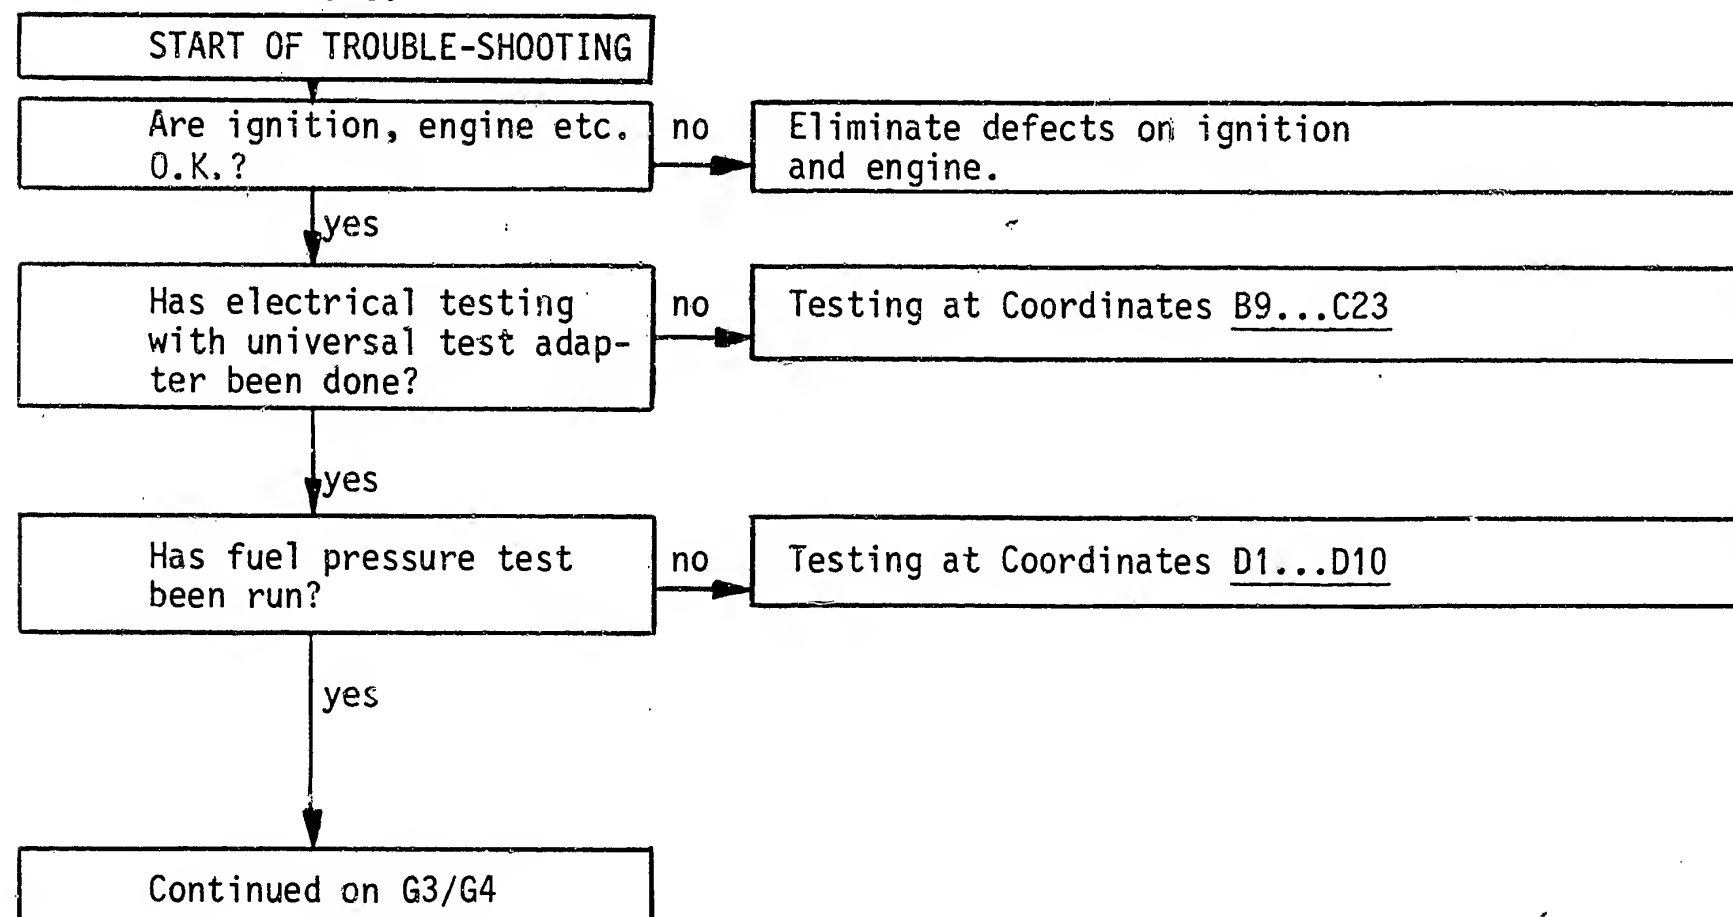 START OF TROUBLE-SHOOTING
Are ignition, engine etc.
O.K.?
no
Eliminate defects on ignition
and engine.
yes
Has electrical testing
with universal test adap-
ter been done?
no
Testing at Coordinates B9...C23
yes
Has fuel pressure test
been run?
no
Testing at Coordinates D1...D10
yes
Continued on G3/G4